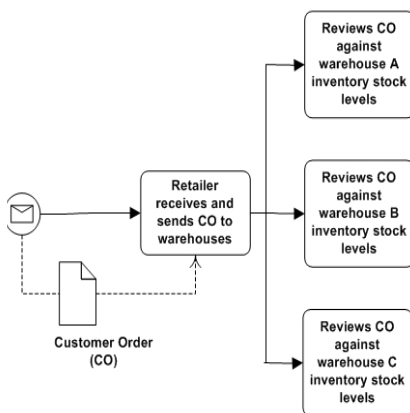 Reviews CO
against
warehouse A
inventory stock
levels
Retailer
receives and
sends CO to
warehouses
Reviews CO
against
warehouse B
inventory stock
levels
Customer Order
(CO)
Reviews CO
against
warehouse C
inventory stock
levels